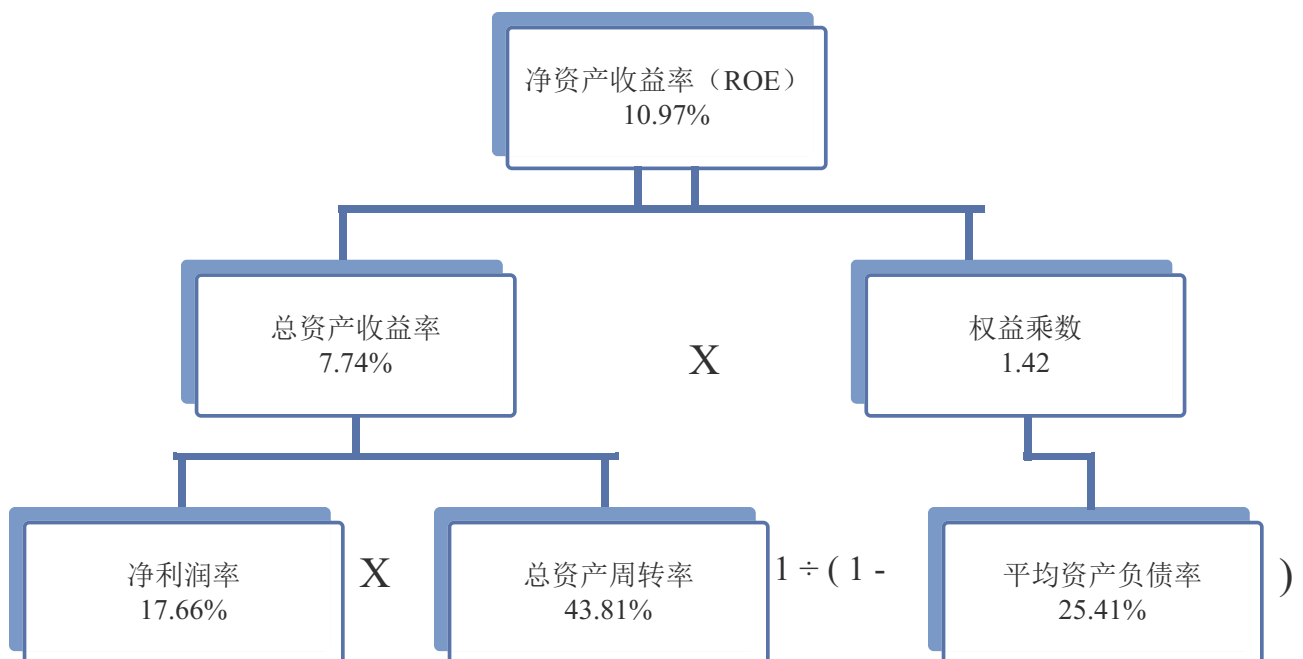 净资产收益率（ROE）
10.97%
总资产收益率
7.74%
X
权益乘数
1.42
净利润率
17.66%
X
总资产周转率
43.81%
1 ÷ ( 1 -
平均资产负债率
25.41%
)